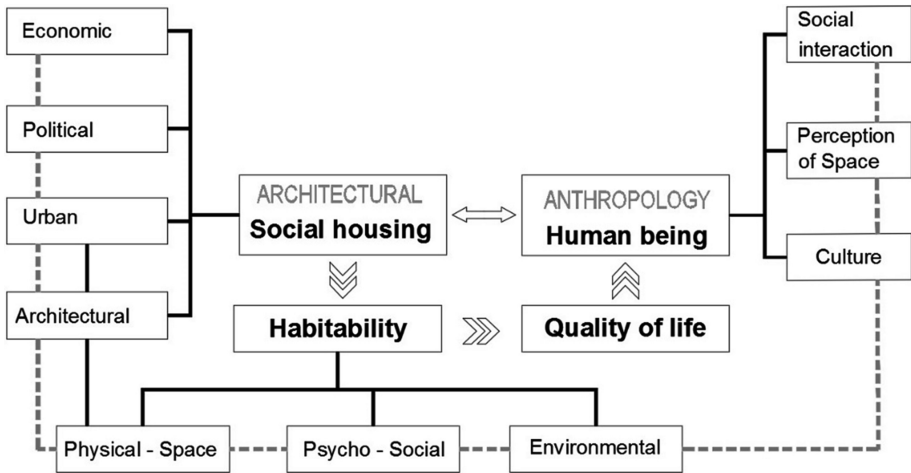 Economic
Political
Urban
Architectural
ARCHITECTURAL
Social housing
ANTHROPOLOGY
Human being
Habitability
Quality of life
Social
interaction
Perception
of Space
Culture
Physical - Space
Psycho - Social
Environmental